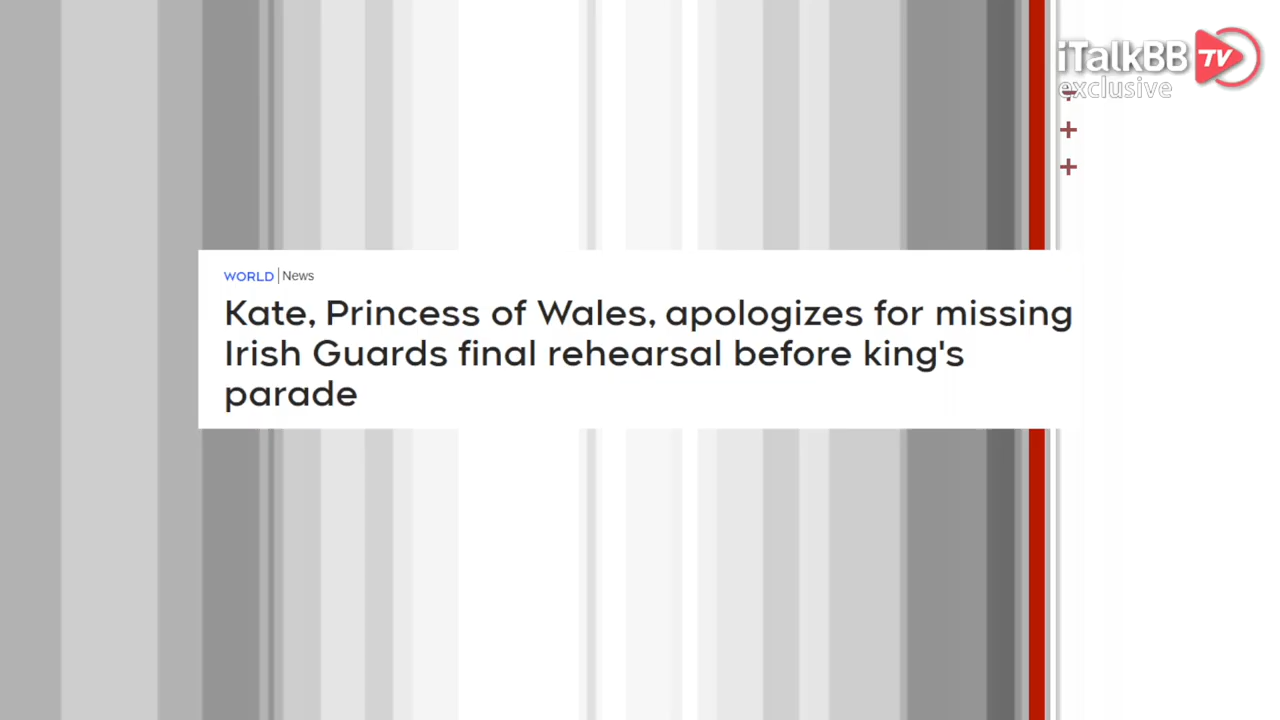 iTalkBB TV
exclusive
WORLD | News
Kate, Princess of Wales, apologizes for missing
Irish Guards final rehearsal before king's
parade